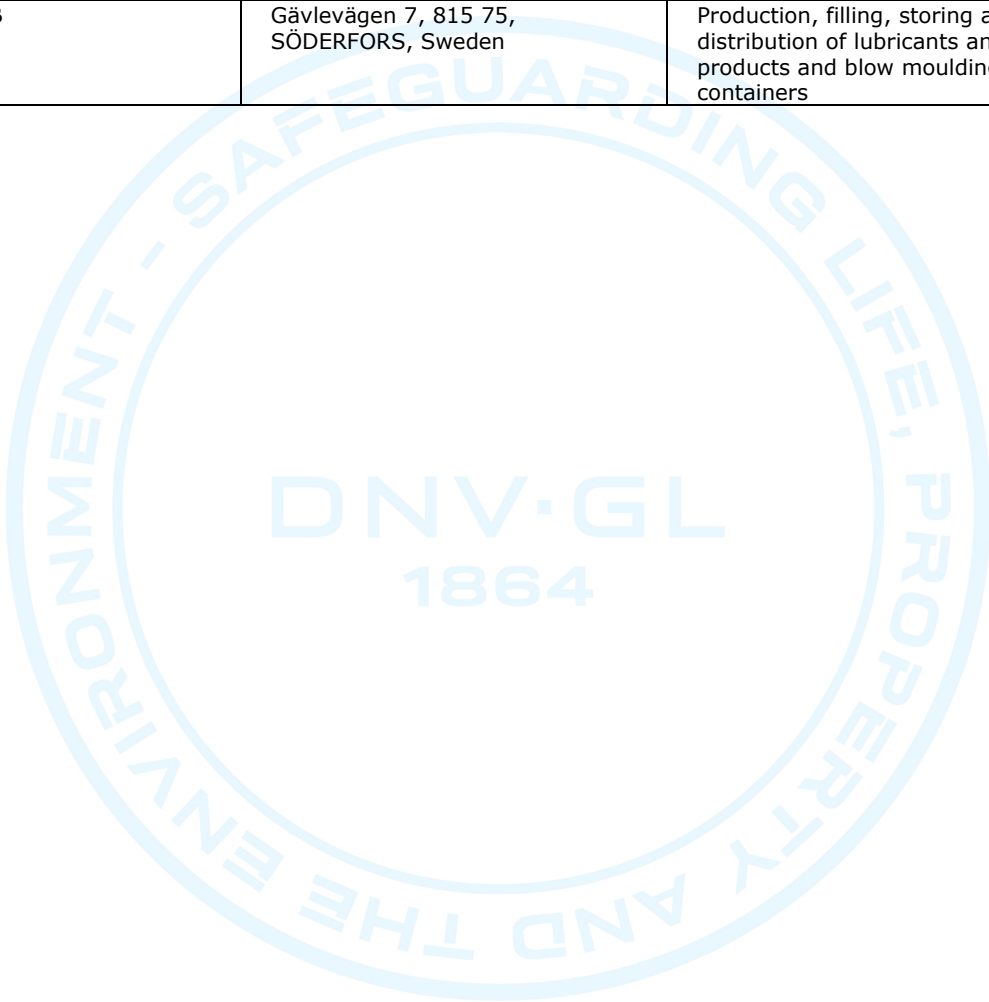 Gävlevägen 7, 815 75,
SÖDERFORS, Sweden
Production, filling, storing
distribution of lubricants
products and blow
containers
SAFEGUARDING LIFE, PROPERTY AND THE ENVIRONMENT -
DNV·GL
1864